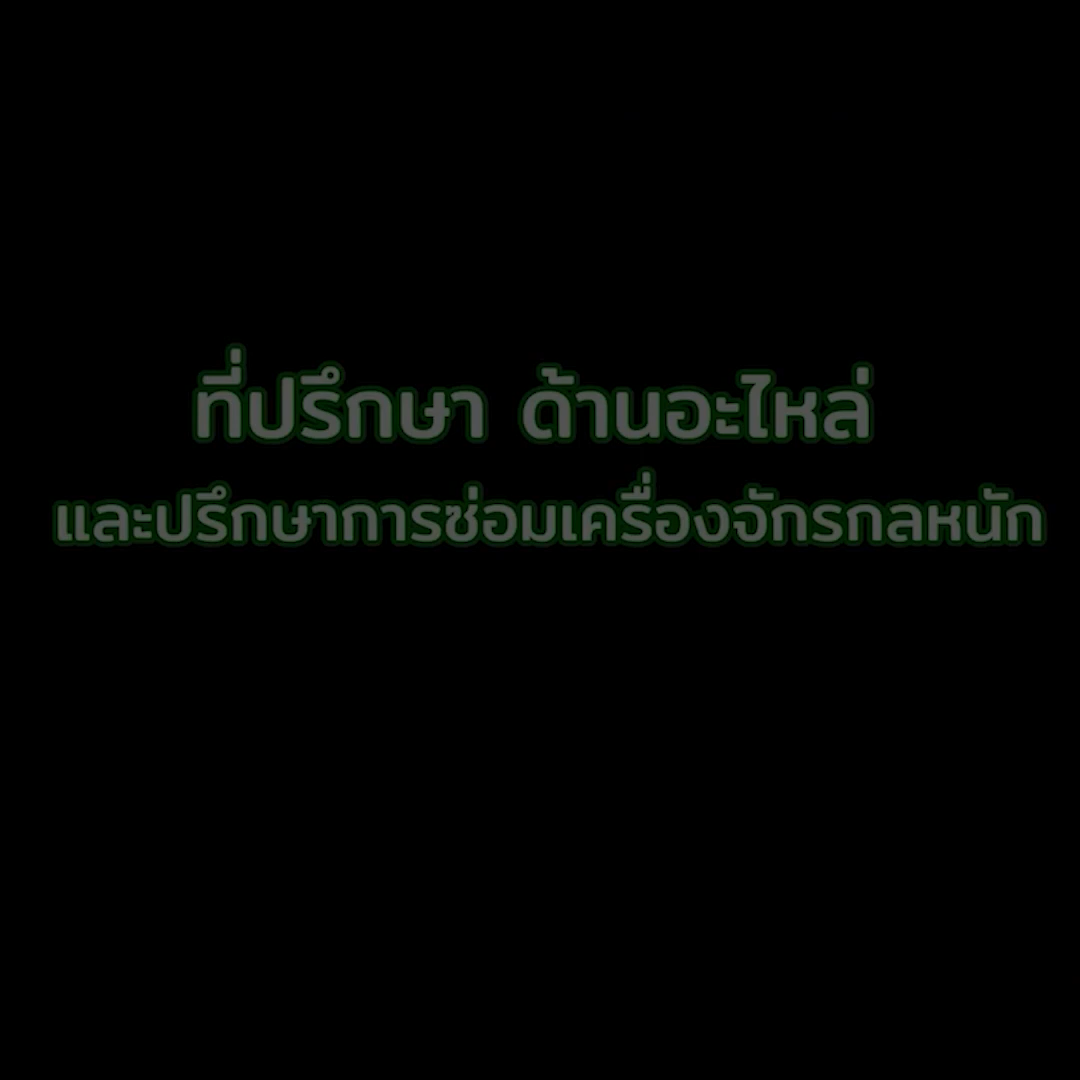 ที่ปรึกษา ด้านอะไหล่
และปรึกษาการซ่อมเครื่องจักรกลหนัก